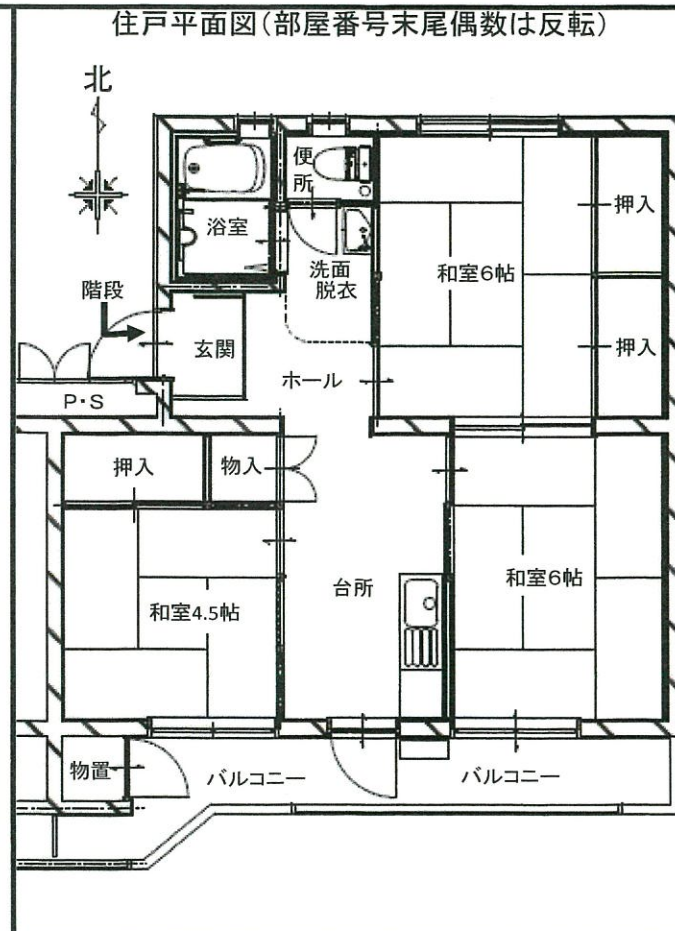 住戸平面図(部屋番号末尾偶数は反転)
北
便所
浴室
押入
洗面
脱衣
和室6帖
階段
玄関
押入
ホール
P・S
押入
物入
台所
和室6帖
和室4.5帖
物置
バルコニー
バルコニー